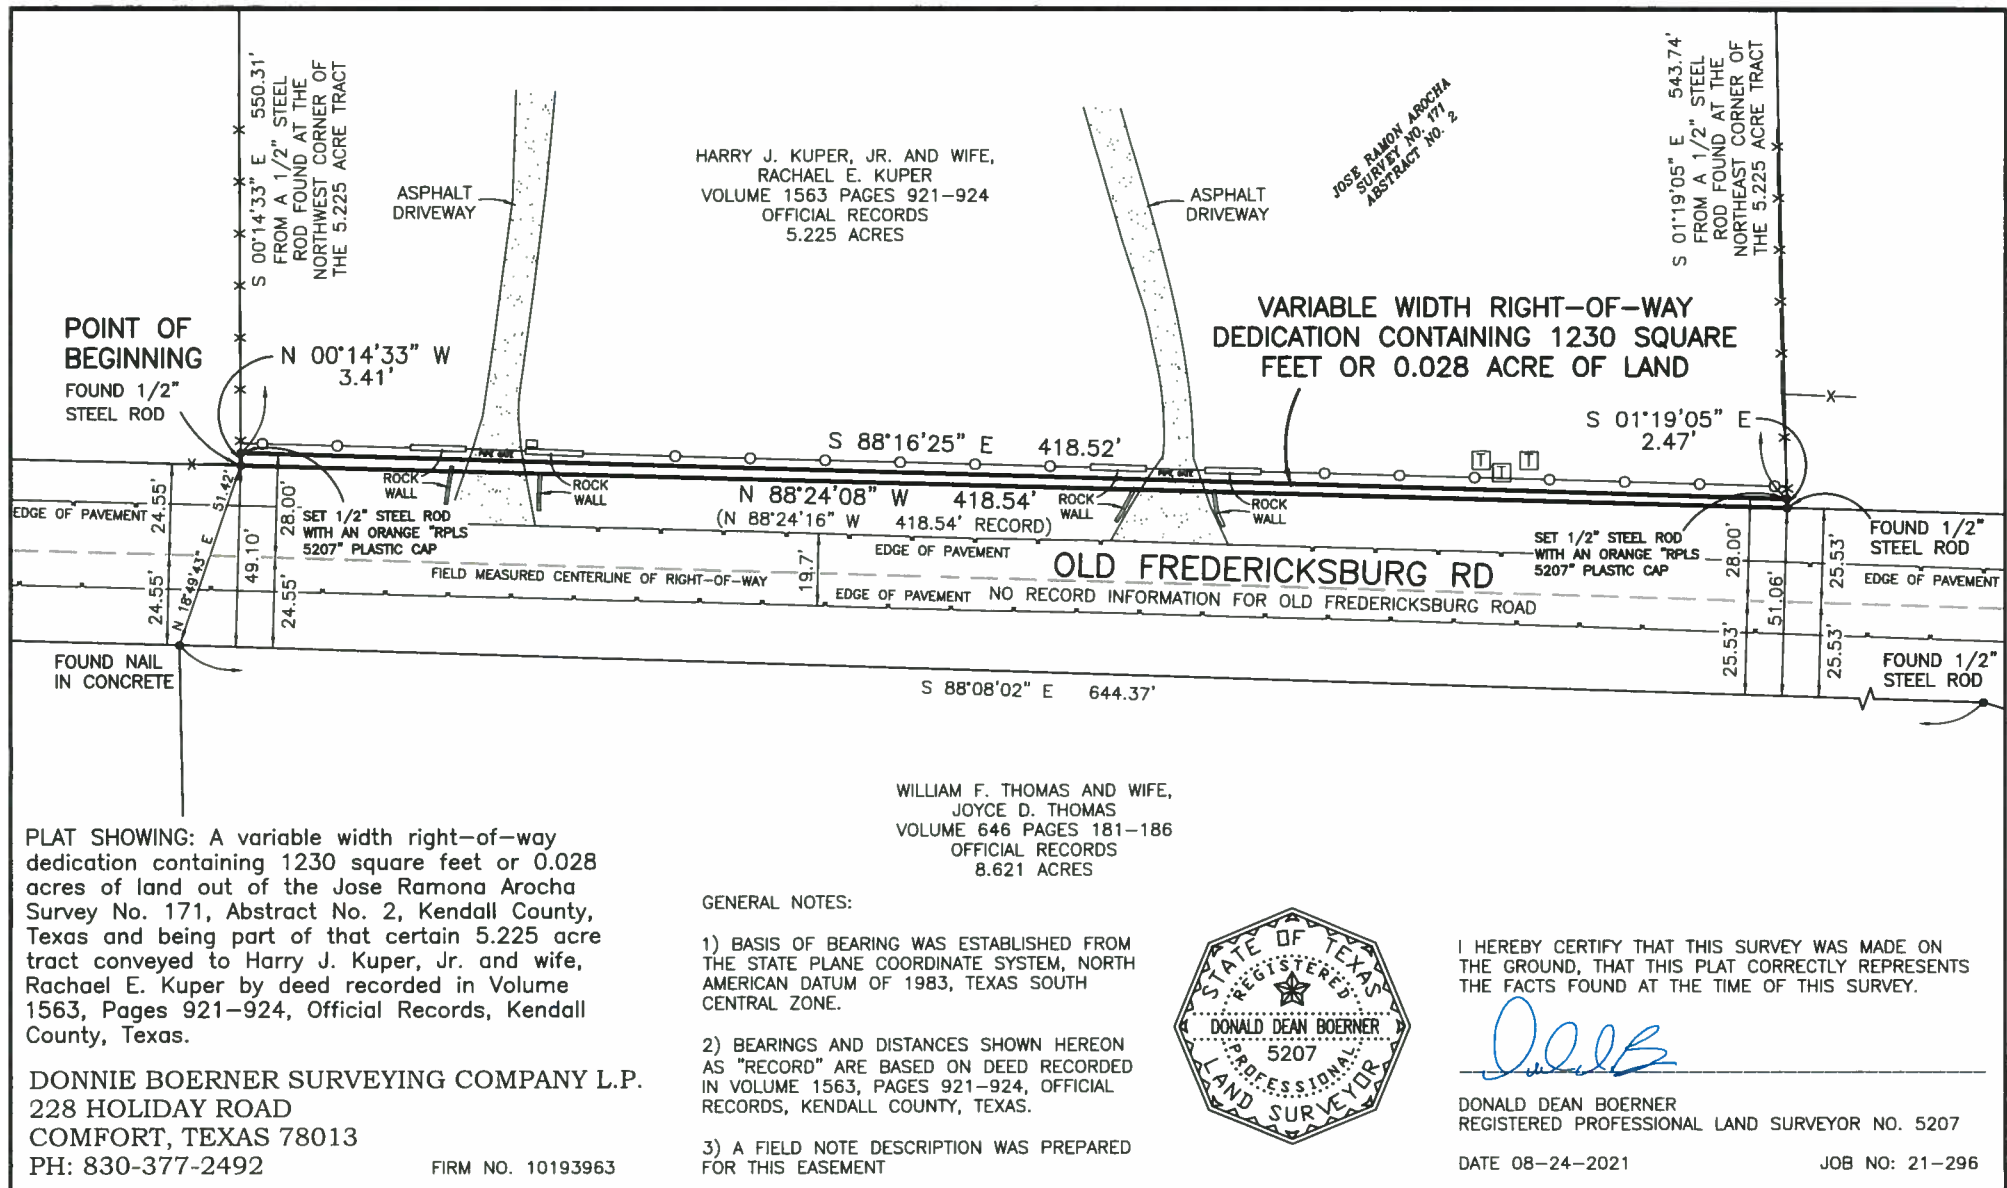 S 00°14'33" E 550.31'
FROM A 1/2" STEEL
ROD FOUND AT THE
NORTHWEST CORNER OF
THE 5.225 ACRE TRACT
ASPHALT
DRIVEWAY
HARRY J. KUPER, JR. AND WIFE,
RACHAEL E. KUPER
VOLUME 1563 PAGES 921-924
OFFICIAL RECORDS
5.225 ACRES
ASPHALT
DRIVEWAY
JOSE RAMON AROCHA
SURVEY NO. 171
ABSTRACT NO. 2
S 01°19'05" E 543.74'
FROM A 1/2" STEEL
ROD FOUND AT THE
NORTHEAST CORNER OF
THE 5.225 ACRE TRACT
POINT OF
BEGINNING
FOUND 1/2"
STEEL ROD
N 00°14'33" W
3.41'
VARIABLE WIDTH RIGHT-OF-WAY
DEDICATION CONTAINING 1230 SQUARE
FEET OR 0.028 ACRE OF LAND
S 01°19'05" E
2.47'
S 88°16'25" E 418.52'
PIPE GATE
PIPE GATE
T
T
T
ROCK
WALL
ROCK
WALL
ROCK
WALL
ROCK
WALL
N 88°24'08" W 418.54'
(N 88°24'16" W 418.54' RECORD)
EDGE OF PAVEMENT
24.55'
24.55'
51.42'
N 18°49'43" E
49.10'
28.00'
24.55'
SET 1/2" STEEL ROD
WITH AN ORANGE "RPLS
5207" PLASTIC CAP
EDGE OF PAVEMENT
FIELD MEASURED CENTERLINE OF RIGHT-OF-WAY
19.7'
OLD FREDERICKSBURG RD
EDGE OF PAVEMENT
NO RECORD INFORMATION FOR OLD FREDERICKSBURG ROAD
SET 1/2" STEEL ROD
WITH AN ORANGE "RPLS
5207" PLASTIC CAP
28.00'
25.53'
51.06'
25.53'
25.53'
FOUND 1/2"
STEEL ROD
EDGE OF PAVEMENT
FOUND 1/2"
STEEL ROD
FOUND NAIL
IN CONCRETE
S 88°08'02" E 644.37'
WILLIAM F. THOMAS AND WIFE,
JOYCE D. THOMAS
VOLUME 646 PAGES 181-186
OFFICIAL RECORDS
8.621 ACRES
PLAT SHOWING: A variable width right-of-way
dedication containing 1230 square feet or 0.028
acres of land out of the Jose Ramona Arocha
Survey No. 171, Abstract No. 2, Kendall County,
Texas and being part of that certain 5.225 acre
tract conveyed to Harry J. Kuper, Jr. and wife,
Rachael E. Kuper by deed recorded in Volume
1563, Pages 921-924, Official Records, Kendall
County, Texas.
DONNIE BOERNER SURVEYING COMPANY L.P.
228 HOLIDAY ROAD
COMFORT, TEXAS 78013
PH: 830-377-2492
FIRM NO. 10193963
GENERAL NOTES:
1) BASIS OF BEARING WAS ESTABLISHED FROM
THE STATE PLANE COORDINATE SYSTEM, NORTH
AMERICAN DATUM OF 1983, TEXAS SOUTH
CENTRAL ZONE.
2) BEARINGS AND DISTANCES SHOWN HEREON
AS "RECORD" ARE BASED ON DEED RECORDED
IN VOLUME 1563, PAGES 921-924, OFFICIAL
RECORDS, KENDALL COUNTY, TEXAS.
3) A FIELD NOTE DESCRIPTION WAS PREPARED
FOR THIS EASEMENT
STATE OF TEXAS
REGISTERED
DONALD DEAN BOERNER
5207
PROFESSIONAL
LAND SURVEYOR
I HEREBY CERTIFY THAT THIS SURVEY WAS MADE ON
THE GROUND, THAT THIS PLAT CORRECTLY REPRESENTS
THE FACTS FOUND AT THE TIME OF THIS SURVEY.
DONALD DEAN BOERNER
REGISTERED PROFESSIONAL LAND SURVEYOR NO. 5207
DATE 08-24-2021
JOB NO: 21-296